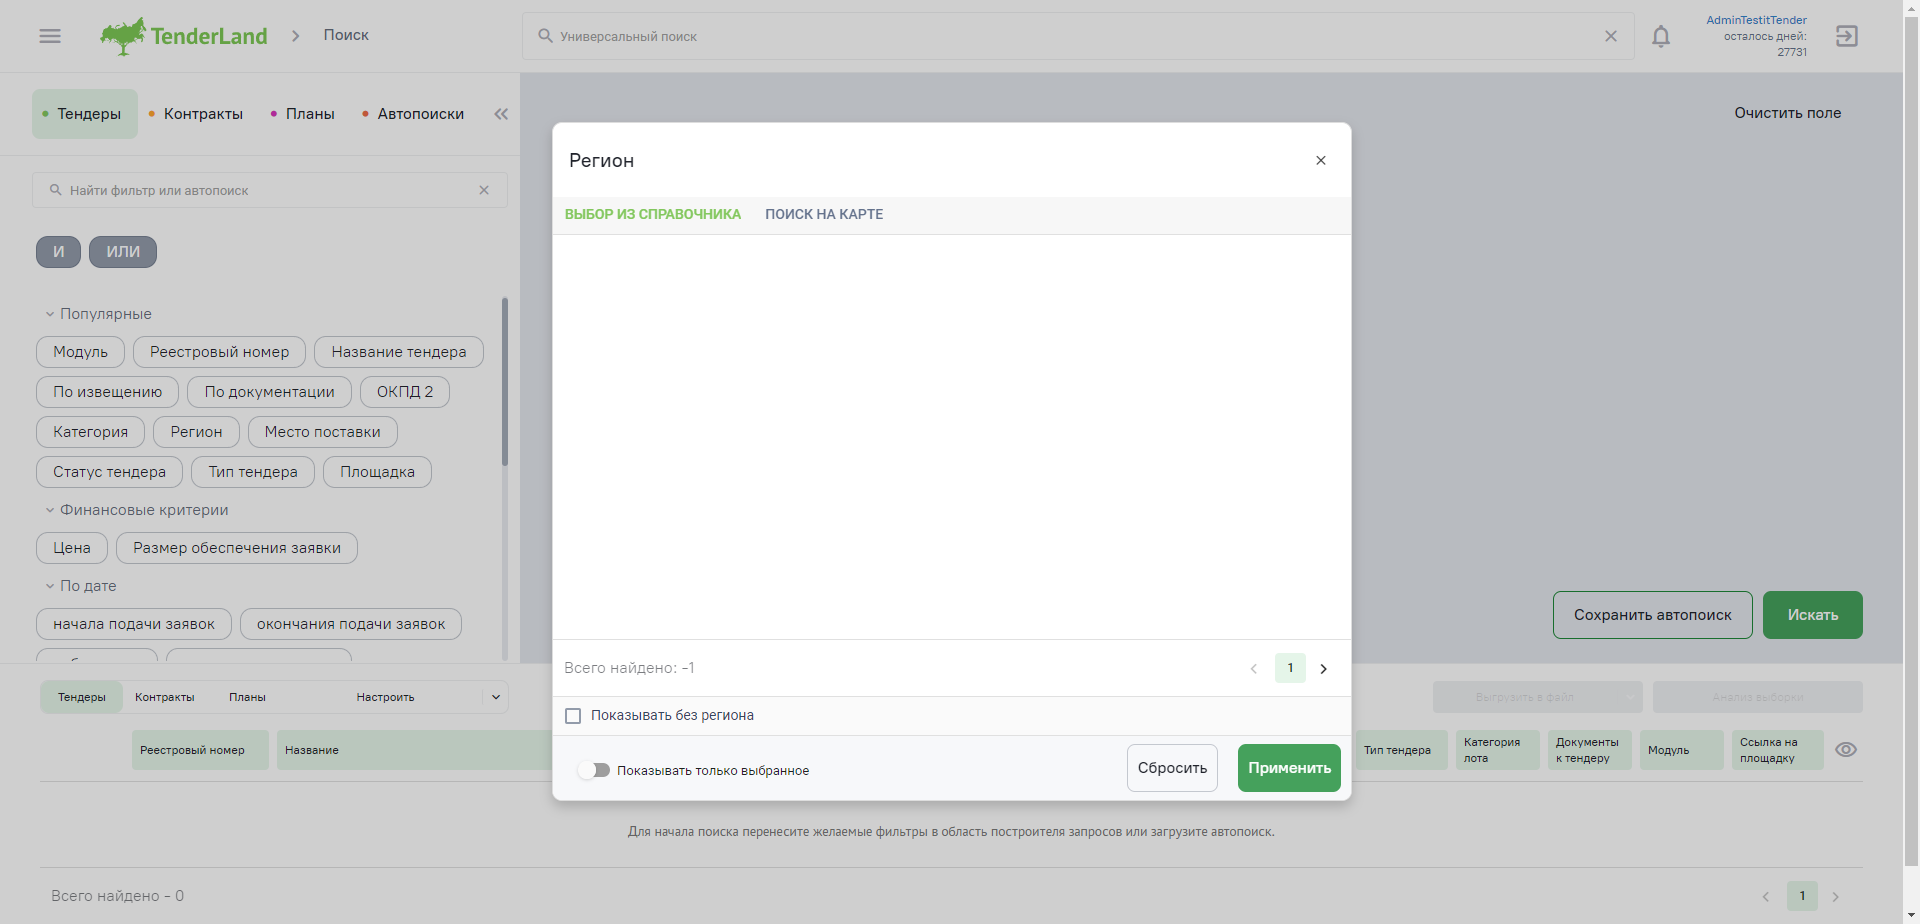 TenderLand
Поиск
Универсальный поиск
AdminTestitTender
осталось дней:
27731
Тендеры
Контракты
Планы
Автопоиски
Очистить поле
Найти фильтр или автопоиск
И
ИЛИ
Популярные
Модуль
Реестровый номер
Название тендера
По извещению
По документации
ОКПД 2
Категория
Регион
Место поставки
Статус тендера
Тип тендера
Площадка
Финансовые критерии
Цена
Размер обеспечения заявки
По дате
начала подачи заявок
окончания подачи заявок
Регион
ВЫБОР ИЗ СПРАВОЧНИКА
ПОИСК НА КАРТЕ
Всего найдено: -1
1
Показывать без региона
Показывать только выбранное
Сбросить
Применить
Сохранить автопоиск
Искать
Тендеры
Контракты
Планы
Настроить
Выгрузить в файл
Анализ выборки
Реестровый номер
Название
Тип тендера
Категория
лота
Документы
к тендеру
Модуль
Ссылка на
площадку
Для начала поиска перенесите желаемые фильтры в область построителя запросов или загрузите автопоиск.
Всего найдено - 0
1